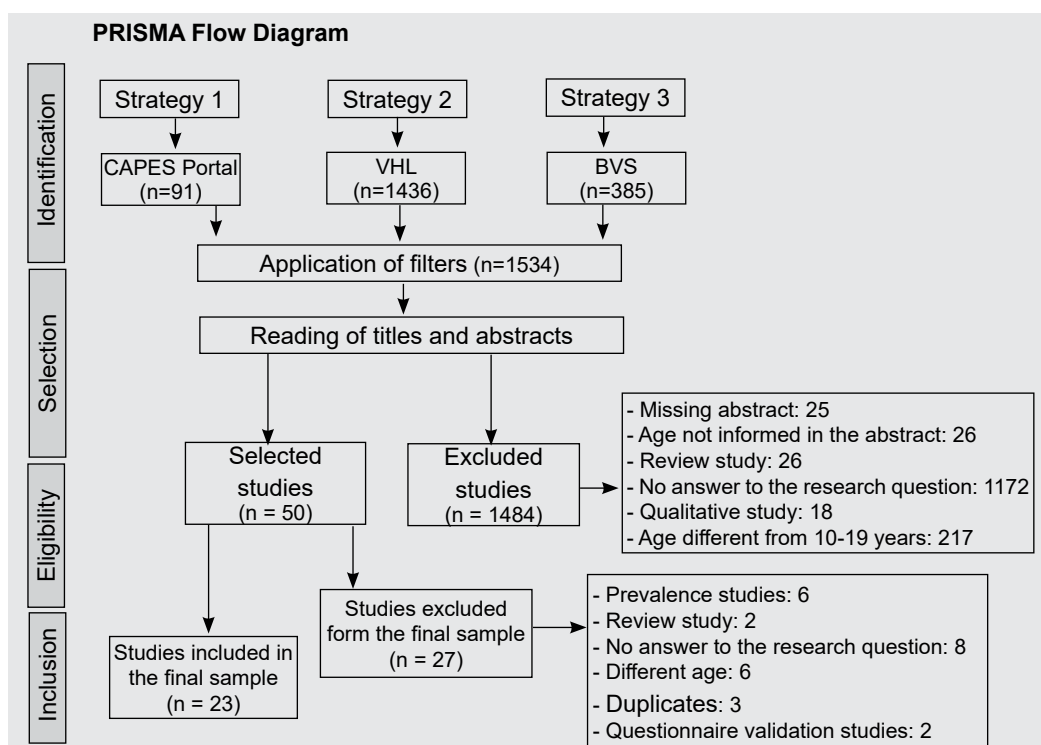 PRISMA Flow Diagram
Identification
Strategy 1
Strategy 2
Strategy 3
CAPES Portal
(n=91)
VHL
(n=1436)
BVS
(n=385)
Application of filters (n=1534)
Selection
Reading of titles and abstracts
Selected
studies
(n = 50)
Excluded
studies
(n = 1484)
- Missing abstract: 25
- Age not informed in the abstract: 26
- Review study: 26
- No answer to the research question: 1172
- Qualitative study: 18
- Age different from 10-19 years: 217
Eligibility
Studies excluded
form the final sample
(n = 27)
- Prevalence studies: 6
- Review study: 2
- No answer to the research question: 8
- Different age: 6
- Duplicates: 3
- Questionnaire validation studies: 2
Inclusion
Studies included in
the final sample
(n = 23)